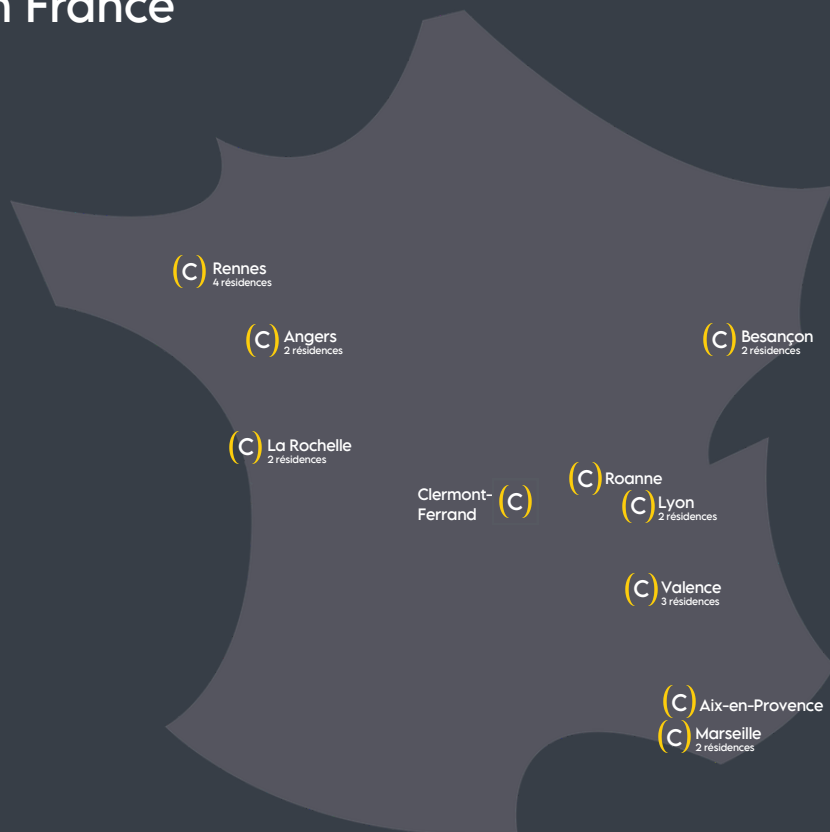 n France
(C) Rennes
4 résidences
(C) Angers
2 résidences
(C) Besançon
2 résidences
(C) La Rochelle
2 résidences
(C) Roanne
Clermont-
Ferrand (C)
(C) Lyon
2 résidences
(C) Valence
3 résidences
(C) Aix-en-Provence
(C) Marseille
2 résidences